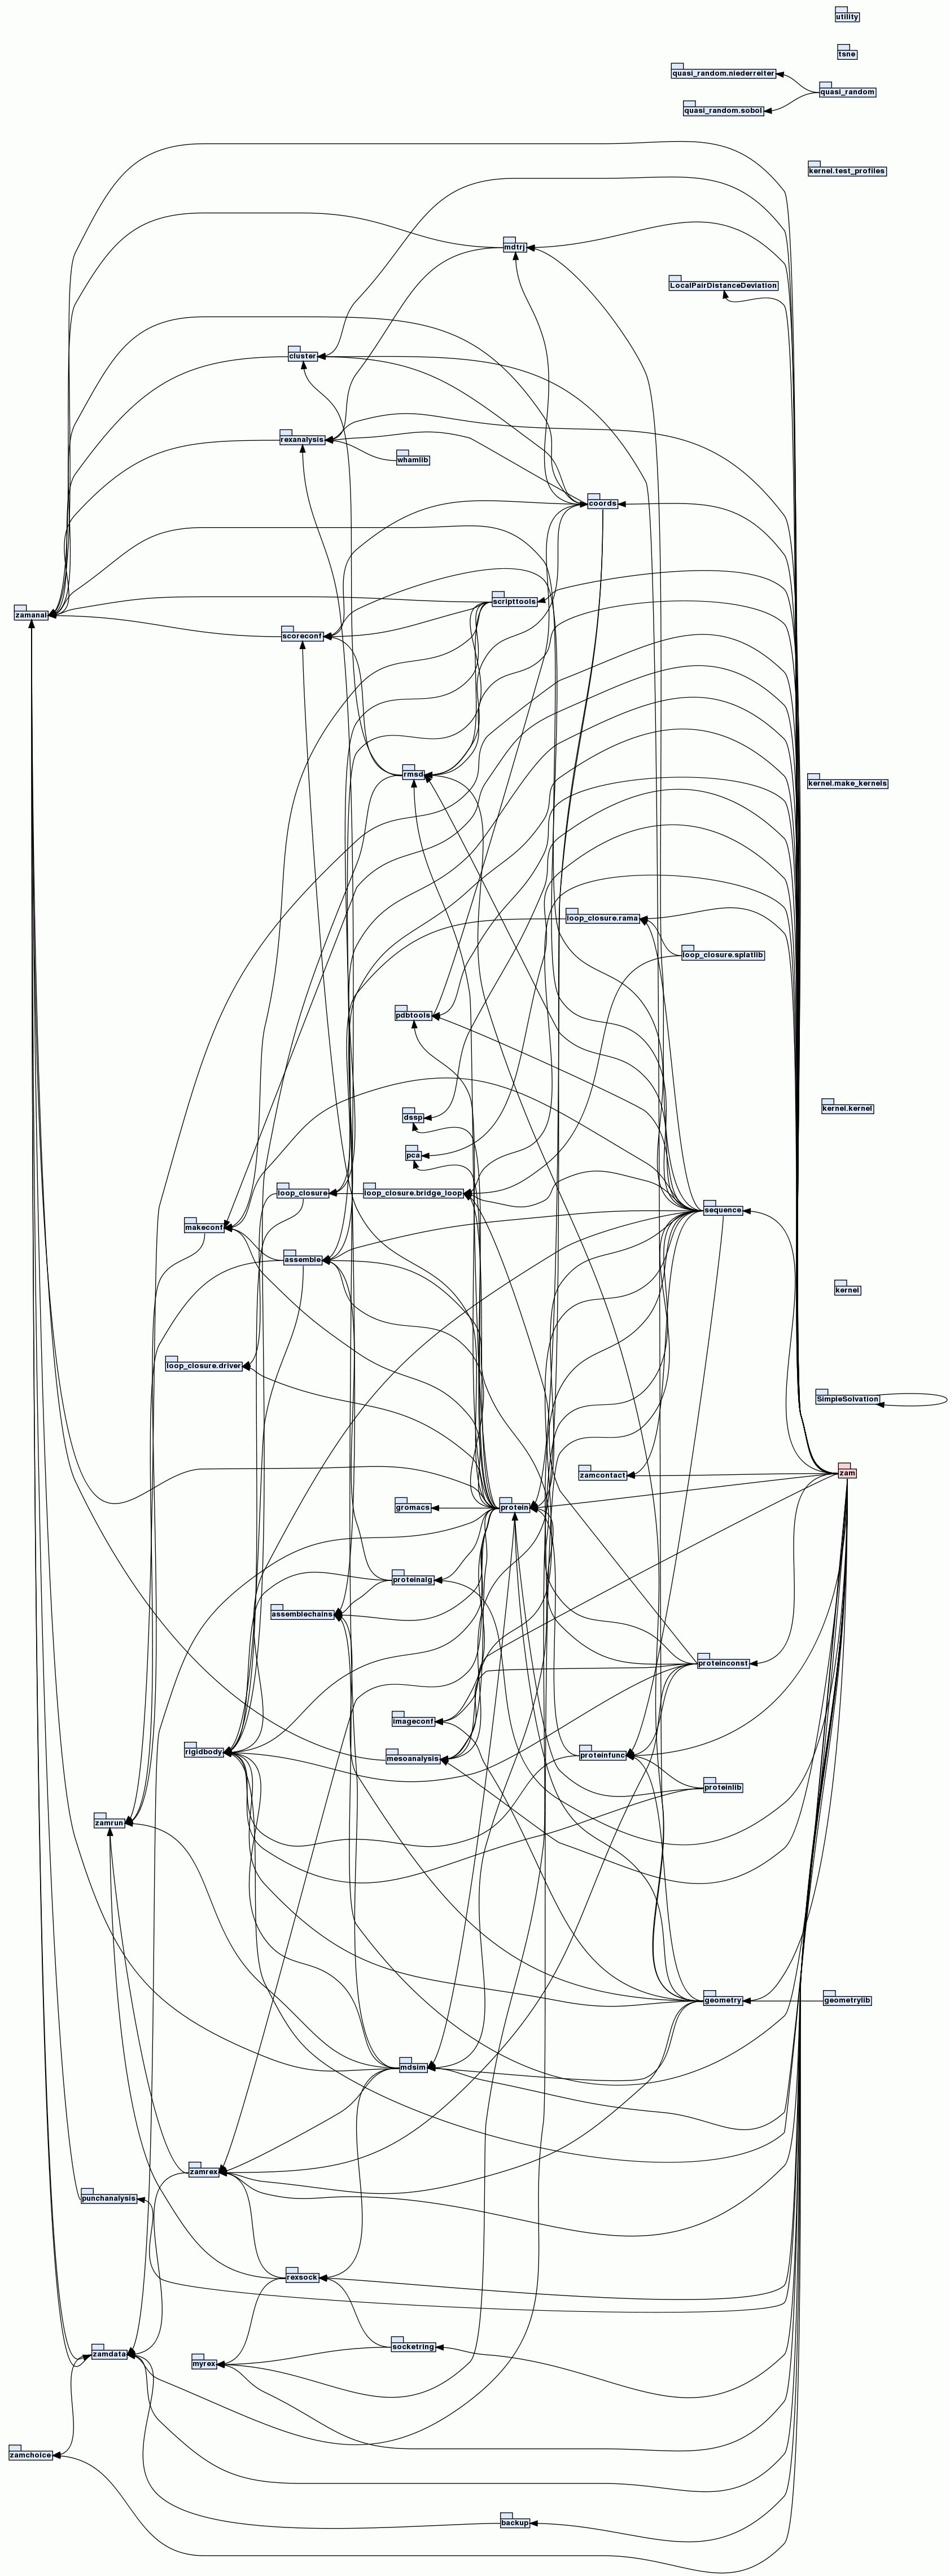 utility
tsne
quasi_random.niederreiter
quasi_random
quasi_random.sobol
kernel.test_profiles
mdtrj
LocalPairDistanceDeviation
cluster
rexanalysis
whamlib
coords
scripttools
zamanal
scoreconf
rmsd
kernel.make_kernels
loop_closure.rama
loop_closure.splatlib
pdbtools
kernel.kernel
dssp
pca
loop_closure
loop_closure.bridge_loop
sequence
makeconf
assemble
kernel
loop_closure.driver
SimpleSolvation
zam
zamcontact
gromacs
protein
proteinalg
assemblechains
proteinconst
imageconf
rigidbody
mesoanalysis
proteinfunc
proteinlib
zamrun
geometry
geometrylib
mdsim
zamrex
punchanalysis
rexsock
socketring
zamdata
myrex
zamchoice
backup